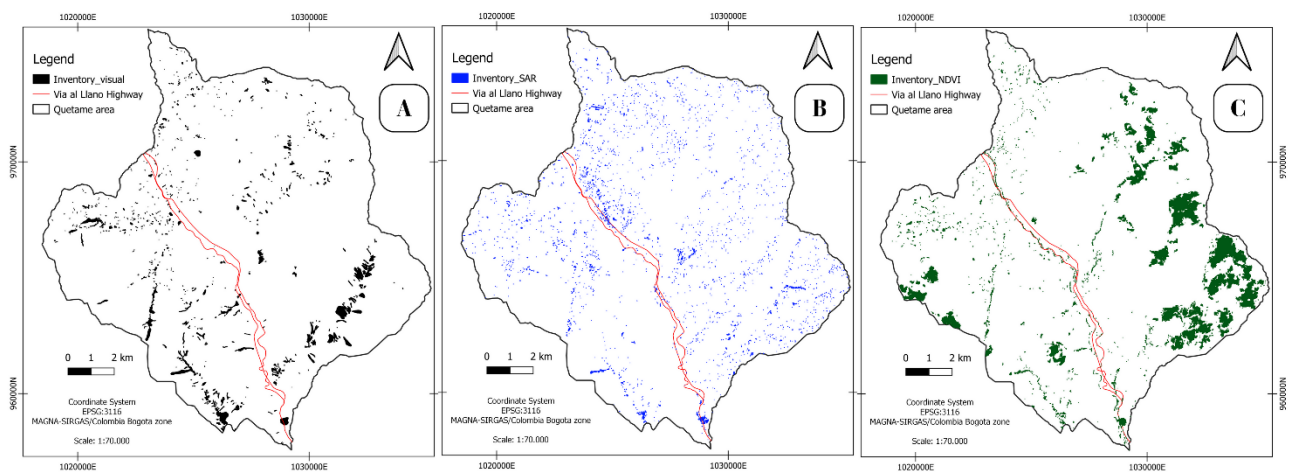 1020000E
1030000E
Legend
Inventory_visual
Via al Llano Highway
Quetame area
A
970000N
960000N
0 1 2 km
Coordinate System
EPSG:3116
MAGNA-SIRGAS/Colombia Bogota zone
Scale: 1:70.000
1020000E
1030000E
1020000E
1030000E
Legend
Inventory_SAR
Via al Llano Highway
Quetame area
B
0 1 2 km
Coordinate System
EPSG:3116
MAGNA-SIRGAS/Colombia Bogota zone
Scale: 1:70.000
1020000E
1030000E
1020000E
1030000E
Legend
Inventory_NDVI
Via al Llano Highway
Quetame area
C
970000N
960000N
0 1 2 km
Coordinate System
EPSG:3116
MAGNA-SIRGAS/Colombia Bogota zone
Scale: 1:70.000
1020000E
1030000E